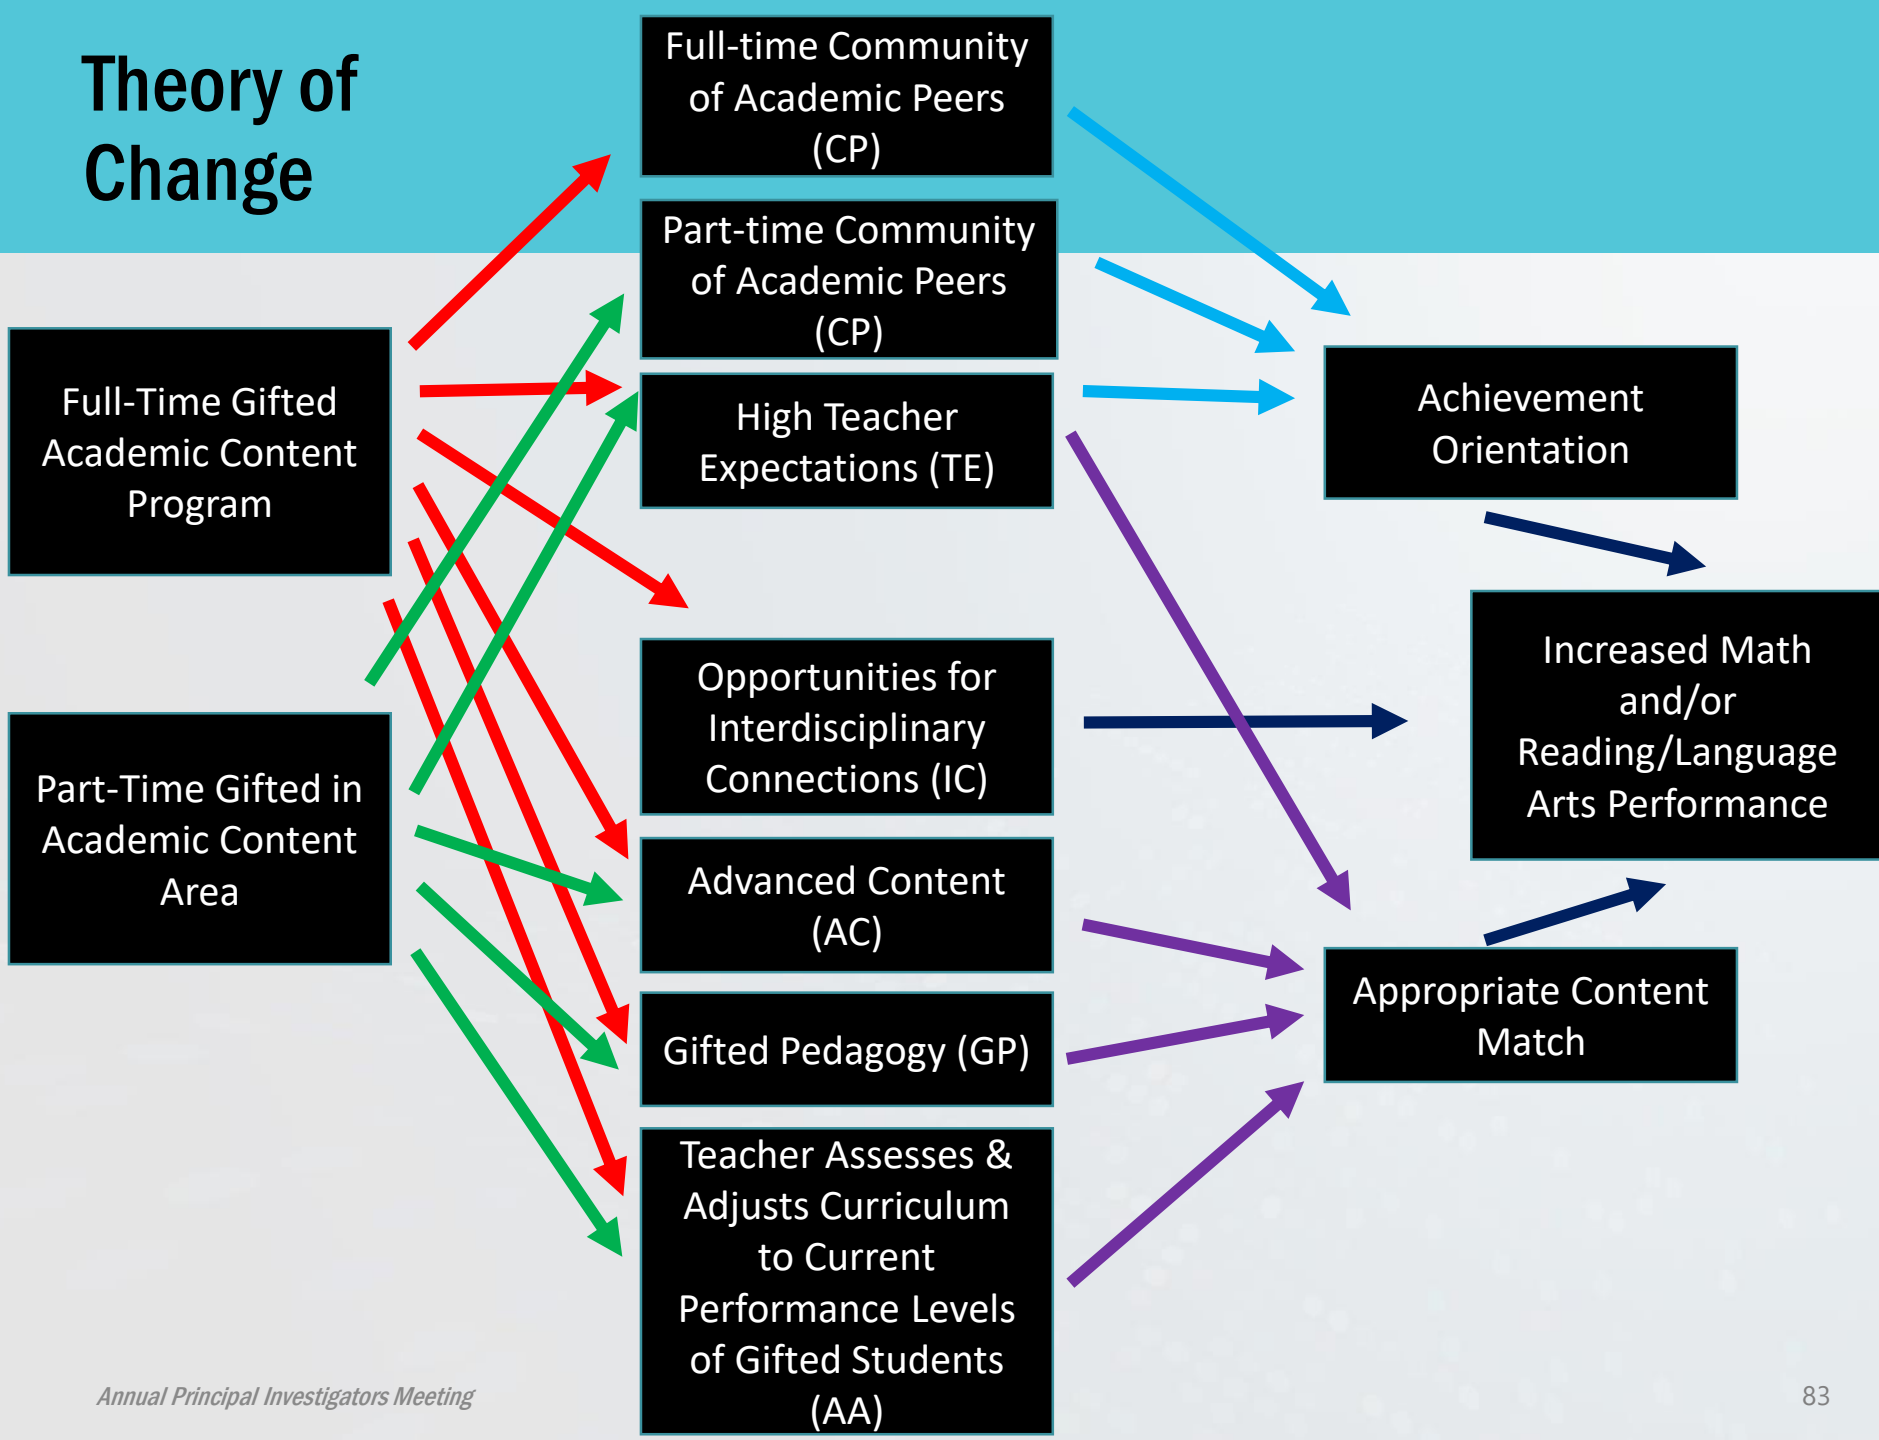 Theory of
Change
Full-Time Gifted
Academic Content
Program
Part-Time Gifted in
Academic Content
Area
Full-time Community
of Academic Peers
(CP)
Part-time Community
of Academic Peers
(CP)
High Teacher
Expectations (TE)
Opportunities for
Interdisciplinary
Connections (IC)
Advanced Content
(AC)
Gifted Pedagogy (GP)
Teacher Assesses &
Adjusts Curriculum
to Current
Performance Levels
of Gifted Students
(AA)
Achievement
Orientation
Increased Math
and/or
Reading/Language
Arts Performance
Appropriate Content
Match
Annual Principal Investigators Meeting
83